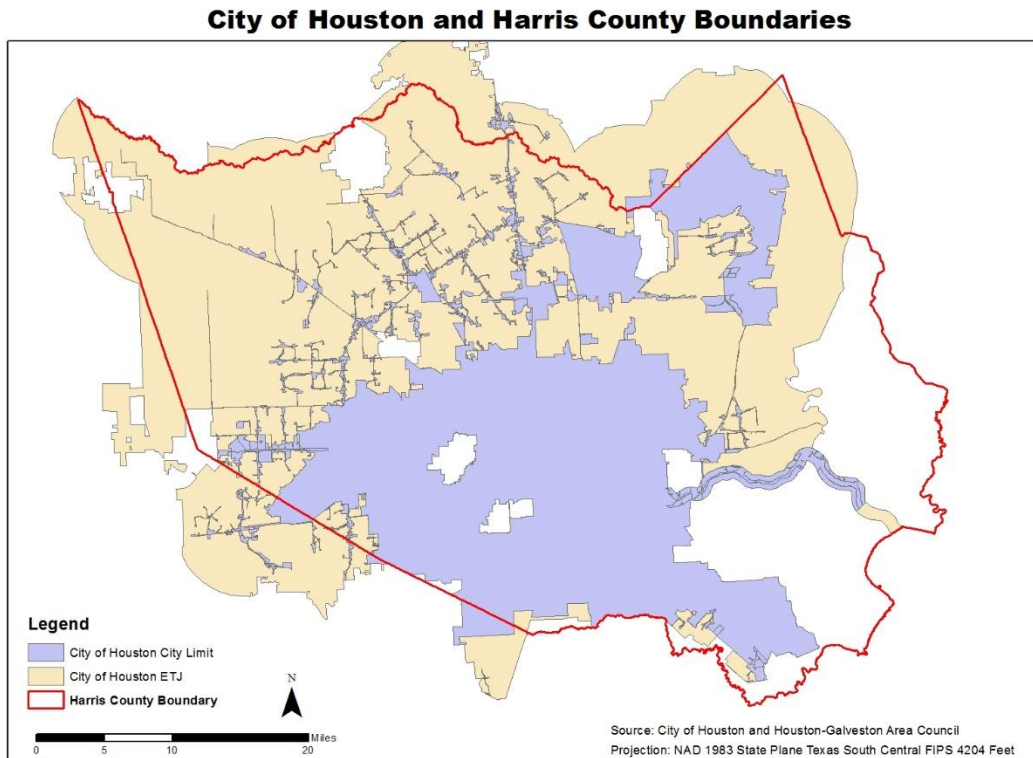 City of Houston and Harris County Boundaries
Legend
City of Houston City Limit
City of Houston ETJ
Harris County Boundary
N
0 5 10 20 Miles
Source: City of Houston and Houston-Galveston Area Council
Projection: NAD 1983 State Plane Texas South Central FIPS 4204 Feet